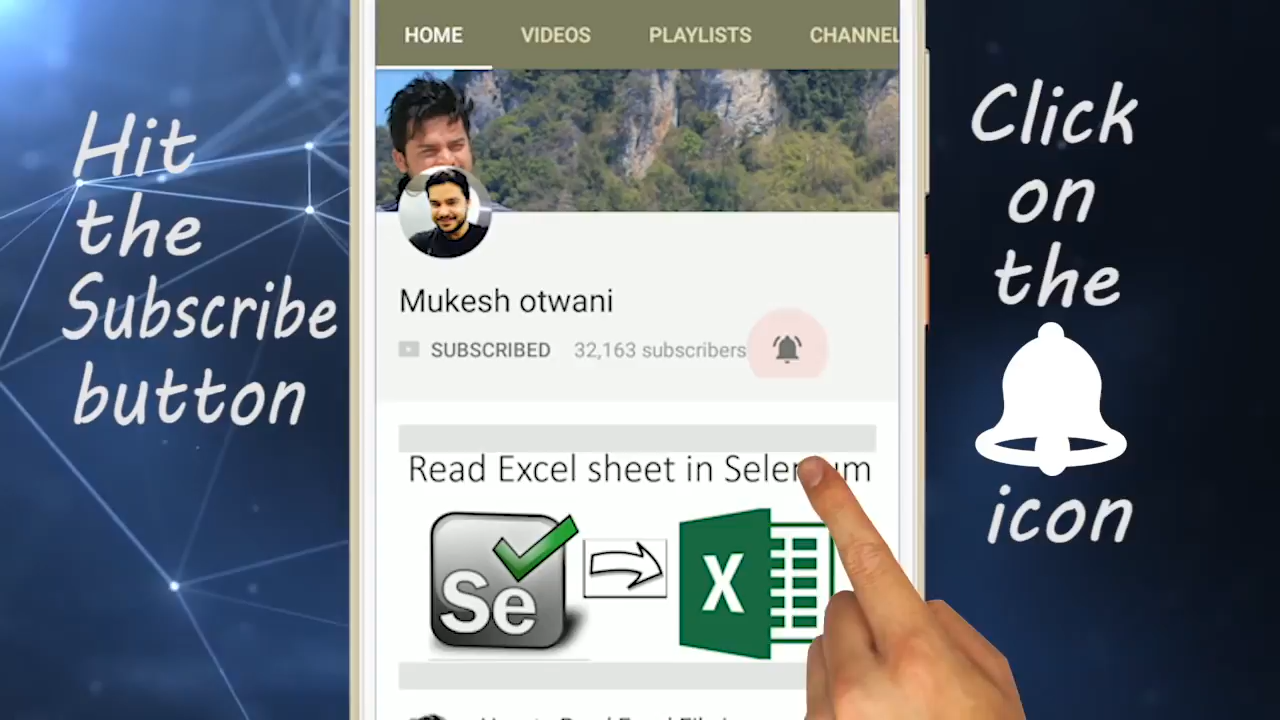 Hit
the
Subscribe
button
HOME VIDEOS PLAYLISTS CHANNEL
Mukesh otwani
SUBSCRIBED 32,163 subscribers
Read Excel sheet in Selenium
Se
X
Click
on
the
icon